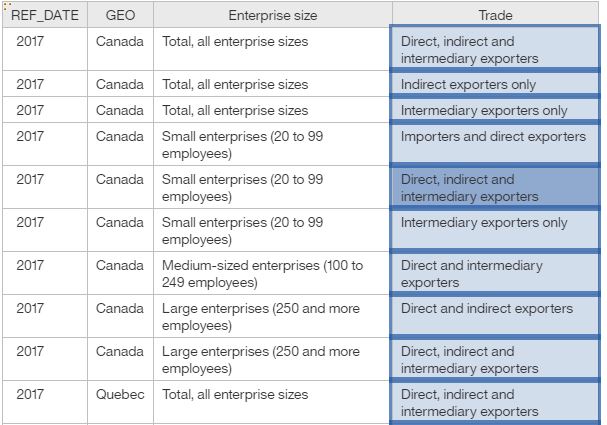 REF_DATE GEO Enterprise size Trade
2017 Canada Total, all enterprise sizes Direct, indirect and
intermediary exporters
2017 Canada Total, all enterprise sizes Indirect exporters only
2017 Canada Total, all enterprise sizes Intermediary exporters only
2017 Canada Small enterprises (20 to 99 Importers and direct exporters
employees)
2017 Canada Small enterprises (20 to 99 Direct, indirect and
employees) intermediary exporters
2017 Canada Small enterprises (20 to 99 Intermediary exporters only
employees)
2017 Canada Medium-sized enterprises (100 to Direct and intermediary
249 employees) exporters
2017 Canada Large enterprises (250 and more Direct and indirect exporters
employees)
2017 Canada Large enterprises (250 and more Direct, indirect and
employees) intermediary exporters
2017 Quebec Total, all enterprise sizes Direct, indirect and
intermediary exporters